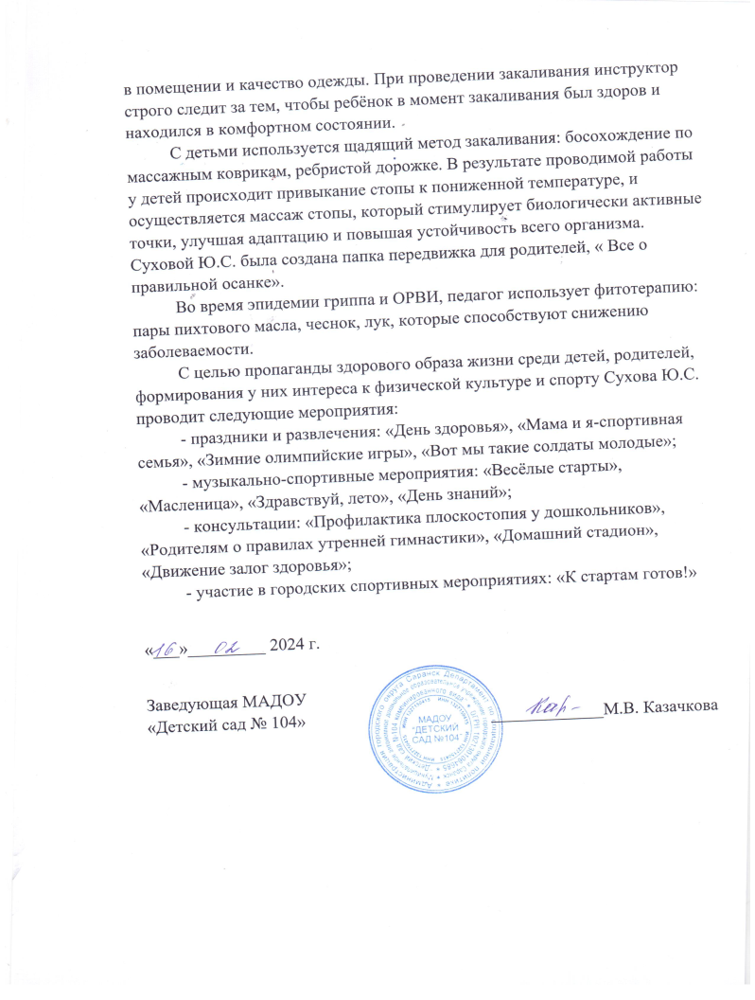 в помещении и качество одежды. При проведении закаливания инструктор
строго следит за тем, чтобы ребёнок в момент закаливания был здоров и
находился в комфортном состоянии.
С детьми используется щадящий метод закаливания: босохождение по
массажным коврикам, ребристой дорожке. В результате проводимой работы
у детей происходит привыкание стопы к пониженной температуре, и
осуществляется массаж стопы, который стимулирует биологически активные
точки, улучшая адаптацию и повышая устойчивость всего организма.
Суховой Ю.С. была создана папка передвижка для родителей, « Все о
правильной осанке».
Во время эпидемии гриппа и ОРВИ, педагог использует фитотерапию:
пары пихтового масла, чеснок, лук, которые способствуют снижению
заболеваемости.
С целью пропаганды здорового образа жизни среди детей, родителей,
формирования у них интереса к физической культуре и спорту Сухова Ю.С.
проводит следующие мероприятия:
- праздники и развлечения: «День здоровья», «Мама и я-спортивная
семья», «Зимние олимпийские игры», «Вот мы такие солдаты молодые»;
- музыкально-спортивные мероприятия: «Весёлые старты»,
«Масленица», «Здравствуй, лето», «День знаний»;
- консультации: «Профилактика плоскостопия у дошкольников»,
«Родителям о правилах утренней гимнастики», «Домашний стадион»,
«Движение залог здоровья»;
- участие в городских спортивных мероприятиях: «К стартам готов!»
«16» 02 2024 г.
Заведующая МАДОУ
«Детский сад № 104»
МАДОУ
"ДЕТСКИЙ
САД №104"
М.В. Казачкова